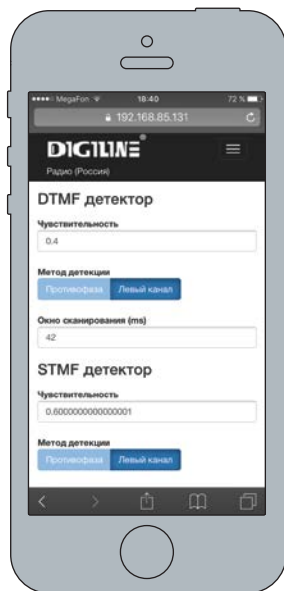 MegaFon 18:40 72 %
192.168.85.131
DIGILINE®
Радио (Россия)
DTMF детектор
Чувствительность
0.4
Метод детекции
Противофаза Левый канал
Окно сканирования (ms)
42
STMF детектор
Чувствительность
0.6000000000000001
Метод детекции
Противофаза Левый канал